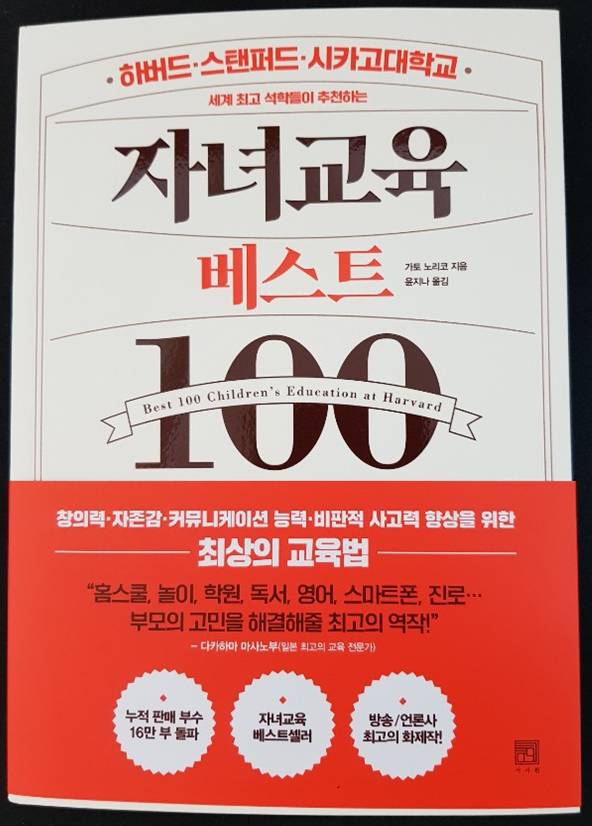 하버드·스탠퍼드·시카고대학교
세계 최고 석학들이 추천하는
자녀교육
베스트
가토 노리코 지음
윤지나 옮김
100
Best 100 Children's Education at Harvard
창의력·자존감·커뮤니케이션 능력·비판적 사고력 향상을 위한
최상의 교육법
“홈스쿨, 놀이, 학원, 독서, 영어, 스마트폰, 진로…
부모의 고민을 해결해줄 최고의 역작!”
– 다카하마 마사노부(일본 최고의 교육 전문가)
누적 판매 부수
16만 부 돌파
자녀교육
베스트셀러
방송/언론사
최고의 화제작!
서사원